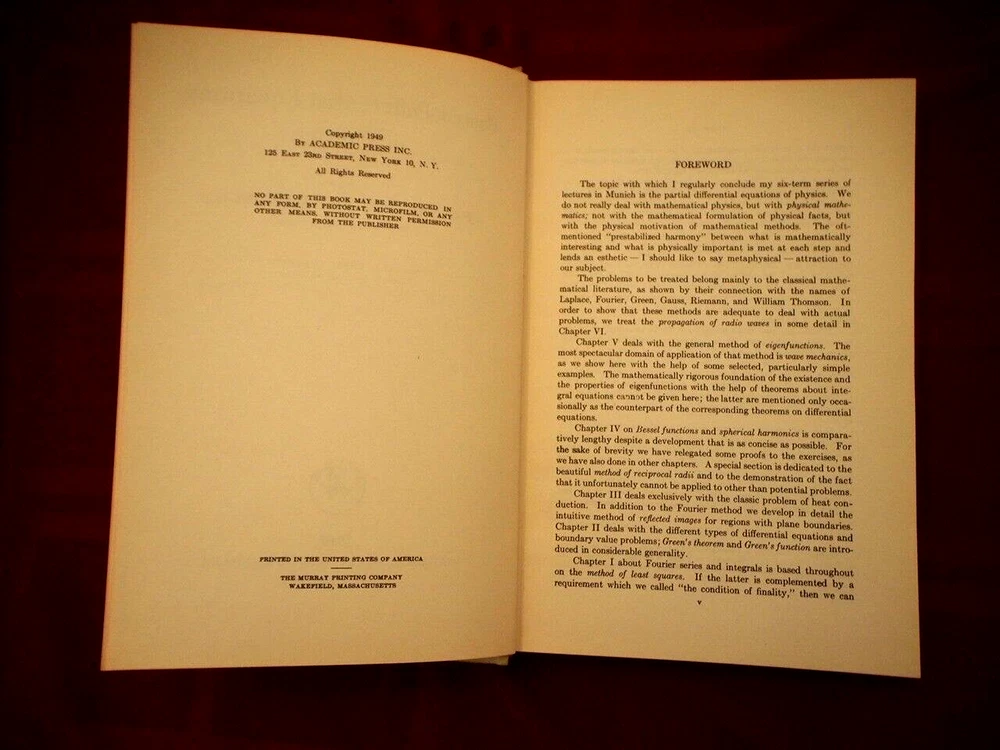 Copyright 1949
By ACADEMIC PRESS INC.
125 East 23rd Street, New York 10, N. Y.
All Rights Reserved
NO PART OF THIS BOOK MAY BE REPRODUCED IN
ANY FORM, BY PHOTOSTAT, MICROFILM, OR ANY
OTHER MEANS, WITHOUT WRITTEN PERMISSION
FROM THE PUBLISHER
PRINTED IN THE UNITED STATES OF AMERICA
THE MURRAY PRINTING COMPANY
WAKEFIELD, MASSACHUSETTS
FOREWORD
The topic with which I regularly conclude my six-term series of
lectures in Munich is the partial differential equations of physics. We
do not really deal with mathematical physics, but with physical mathe-
matics; not with the mathematical formulation of physical facts, but
with the physical motivation of mathematical methods. The oft-
mentioned "prestabilized harmony" between what is mathematically
interesting and what is physically important is met at each step and
lends an esthetic — I should like to say metaphysical — attraction to
our subject.
The problems to be treated belong mainly to the classical mathe-
matical literature, as shown by their connection with the names of
Laplace, Fourier, Green, Gauss, Riemann, and William Thomson. In
order to show that these methods are adequate to deal with actual
problems, we treat the propagation of radio waves in some detail in
Chapter VI.
Chapter V deals with the general method of eigenfunctions. The
most spectacular domain of application of that method is wave mechanics,
as we show here with the help of some selected, particularly simple
examples. The mathematically rigorous foundation of the existence and
the properties of eigenfunctions with the help of theorems about inte-
gral equations cannot be given here; the latter are mentioned only occa-
sionally as the counterpart of the corresponding theorems on differential
equations.
Chapter IV on Bessel functions and spherical harmonics is compara-
tively lengthy despite a development that is as concise as possible. For
the sake of brevity we have relegated some proofs to the exercises, as
we have also done in other chapters. A special section is dedicated to the
beautiful method of reciprocal radii and to the demonstration of the fact
that it unfortunately cannot be applied to other than potential problems.
Chapter III deals exclusively with the classic problem of heat con-
duction. In addition to the Fourier method we develop in detail the
intuitive method of reflected images for regions with plane boundaries.
Chapter II deals with the different types of differential equations and
boundary value problems; Green's theorem and Green's function are intro-
duced in considerable generality.
Chapter I about Fourier series and integrals is based throughout
on the method of least squares. If the latter is complemented by a
requirement which we called "the condition of finality," then we can
v